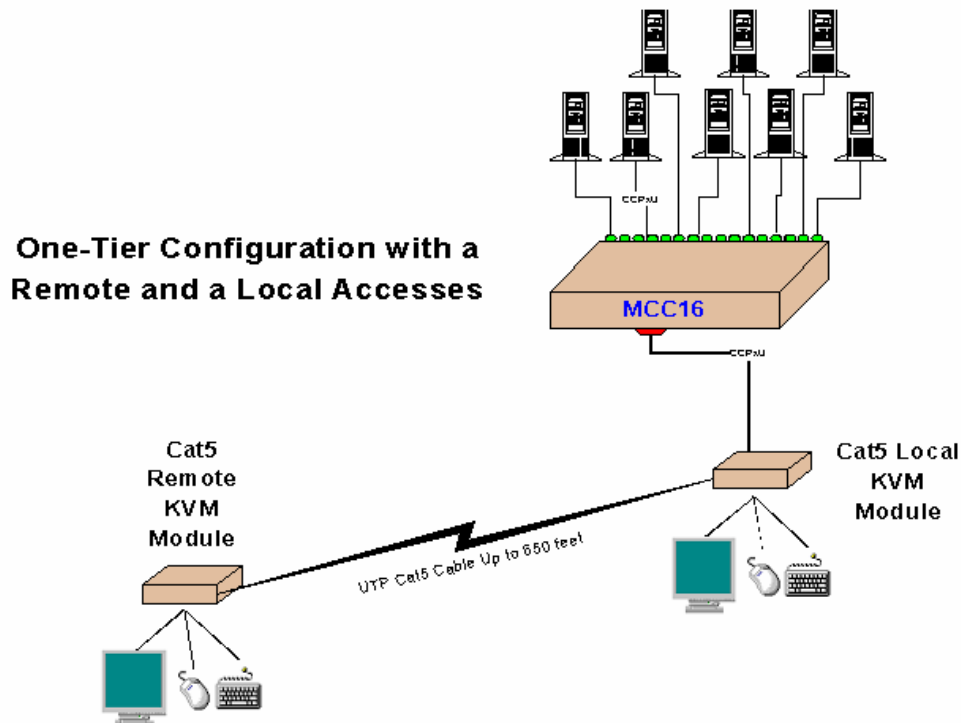 CCPxU
One-Tier Configuration with a
Remote and a Local Accesses
MCC16
CCPxU
Cat5
Remote
KVM
Module
Cat5 Local
KVM
Module
UTP Cat5 Cable Up to 650 feet